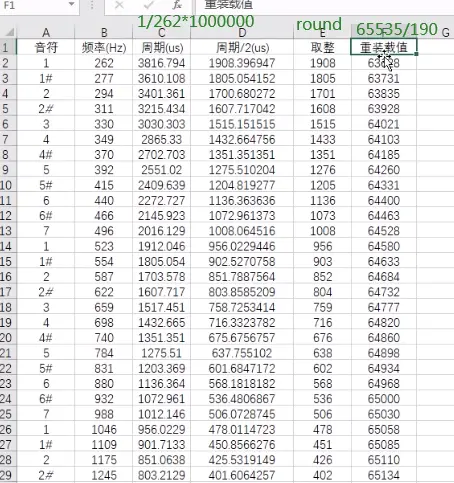 F1 重装载值
1/262*1000000 round 65535/190
A B C D E F G
1 音符 频率(Hz) 周期(us) 周期/2(us) 取整 重装载值
2 1 262 3816.794 1908.396947 1908
3 1# 277 3610.108 1805.054152 1805 63731
4 2 294 3401.361 1700.680272 1701 63835
5 2# 311 3215.434 1607.717042 1608 63928
6 3 330 3030.303 1515.151515 1515 64021
7 4 349 2865.33 1432.664756 1433 64103
8 4# 370 2702.703 1351.351351 1351 64185
9 5 392 2551.02 1275.510204 1276 64260
10 5# 415 2409.639 1204.819277 1205 64331
11 6 440 2272.727 1136.363636 1136 64400
12 6# 466 2145.923 1072.961373 1073 64463
13 7 496 2016.129 1008.064516 1008 64528
14 1 523 1912.046 956.0229446 956 64580
15 1# 554 1805.054 902.5270758 903 64633
16 2 587 1703.578 851.7887564 852 64684
17 2# 622 1607.717 803.8585209 804 64732
18 3 659 1517.451 758.7253414 759 64777
19 4 698 1432.665 716.3323782 716 64820
20 4# 740 1351.351 675.6756757 676 64860
21 5 784 1275.51 637.755102 638 64898
22 5# 831 1203.369 601.6847172 602 64934
23 6 880 1136.364 568.1818182 568 64968
24 6# 932 1072.961 536.4806867 536 65000
25 7 988 1012.146 506.0728745 506 65030
26 1 1046 956.0229 478.0114723 478 65058
27 1# 1109 901.7133 450.8566276 451 65085
28 2 1175 851.0638 425.5319149 426 65110
29 2# 1245 803.2129 401.6064257 402 65134